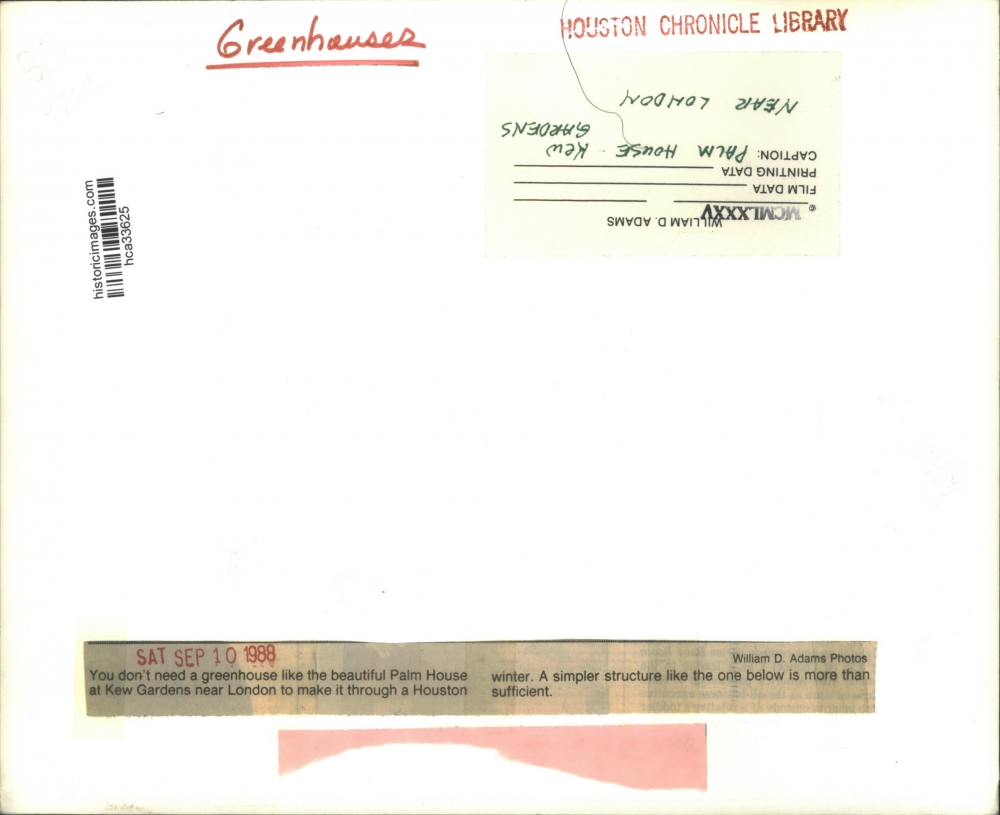 Greenhouses
HOUSTON CHRONICLE LIBRARY
WILLIAM D. ADAMS
© MCMLXXXV
FILM DATA
PRINTING DATA
CAPTION: PALM HOUSE - KEW
GARDENS
NEAR LONDON
historicimages.com
hca33625
SAT SEP 10 1988
William D. Adams Photos
You don't need a greenhouse like the beautiful Palm House
at Kew Gardens near London to make it through a Houston
winter. A simpler structure like the one below is more than
sufficient.